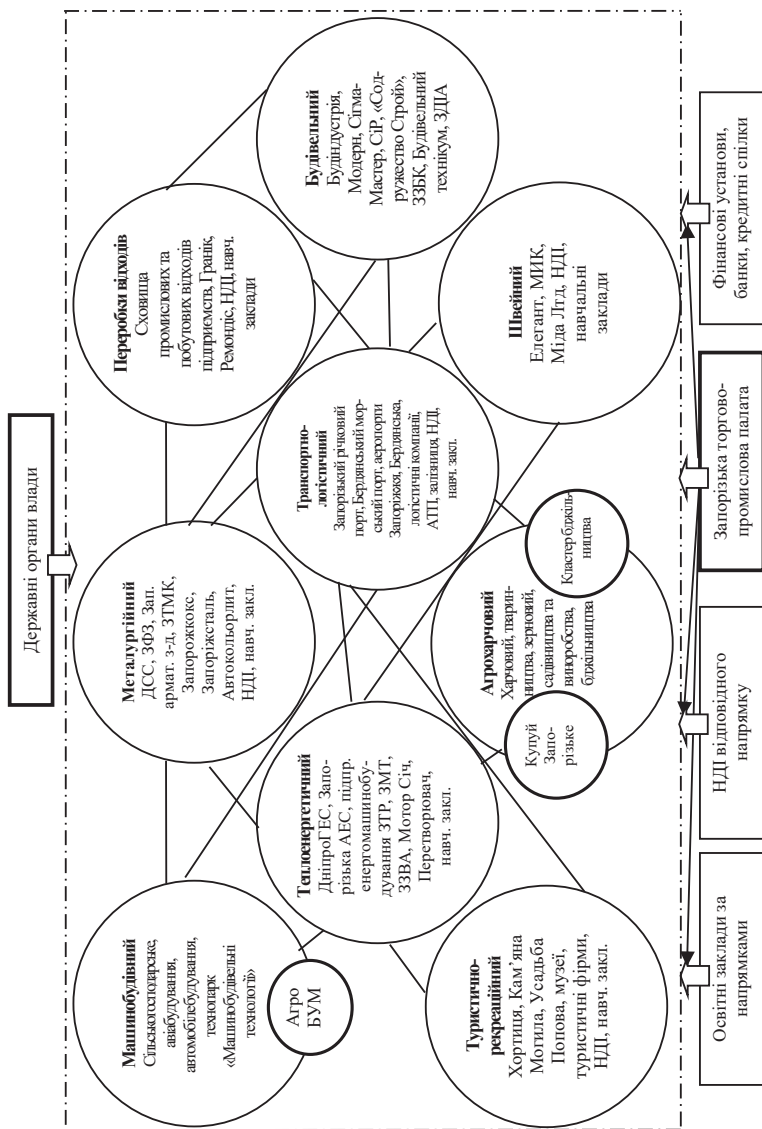 Державні органи влади
Машинобудівний
Сільськогосподарське,
авіабудування,
автомобілебудування,
технопарк
«Машинобудівельні
технології»
Агро
БУМ
Металургійний
ДСС, ЗФЗ, Зап.
армат. з-д, ЗТМК,
Запорожкокс,
Запоріжсталь,
Автокольорлит,
НДІ, навч. закл.
Переробки відходів
Сховища
промислових та
побутових відходів
підприємств, Гранік,
Ремондіс, НДІ, навч.
заклади
Теплоенергетичний
ДніпроГЕС, Запо-
різька АЕС, підпр.
енергомашинобу-
дування ЗТР, ЗМТ,
ЗЗВА, Мотор Січ,
Перетворювач,
навч. закл.
Транспортно-
логістичний
Запорізький річковий
порт, Бердянський мор-
ський порт, аеропорти
Запоріжжя, Бердянська,
логістичні компанії,
АТП, залізниця, НДІ,
навч. закл.
Будівельний
Будіндустрія,
Модерн, Сігма-
Мастер, СіР, «Сод-
ружество Строй»,
ЗЗБК, Будівельний
технікум, ЗДІА
Туристично-
рекреаційний
Хортиця, Кам’яна
Могила, Усадьба
Попова, музеї,
туристичні фірми,
НДІ, навч. закл.
Агрохарчовий
Харчовий, тварин-
ництва, зерновий,
садівництва та
виноробства,
бджільництва
Купуй
Запо-
різьке
Кластер бджіль-
ництва
Швейний
Елегант, МИК,
Міда Лтд, НДІ,
навчальні
заклади
Освітні заклади за
напрямками
НДІ відповідного
напрямку
Запорізька торгово-
промислова палата
Фінансові установи,
банки, кредитні спілки